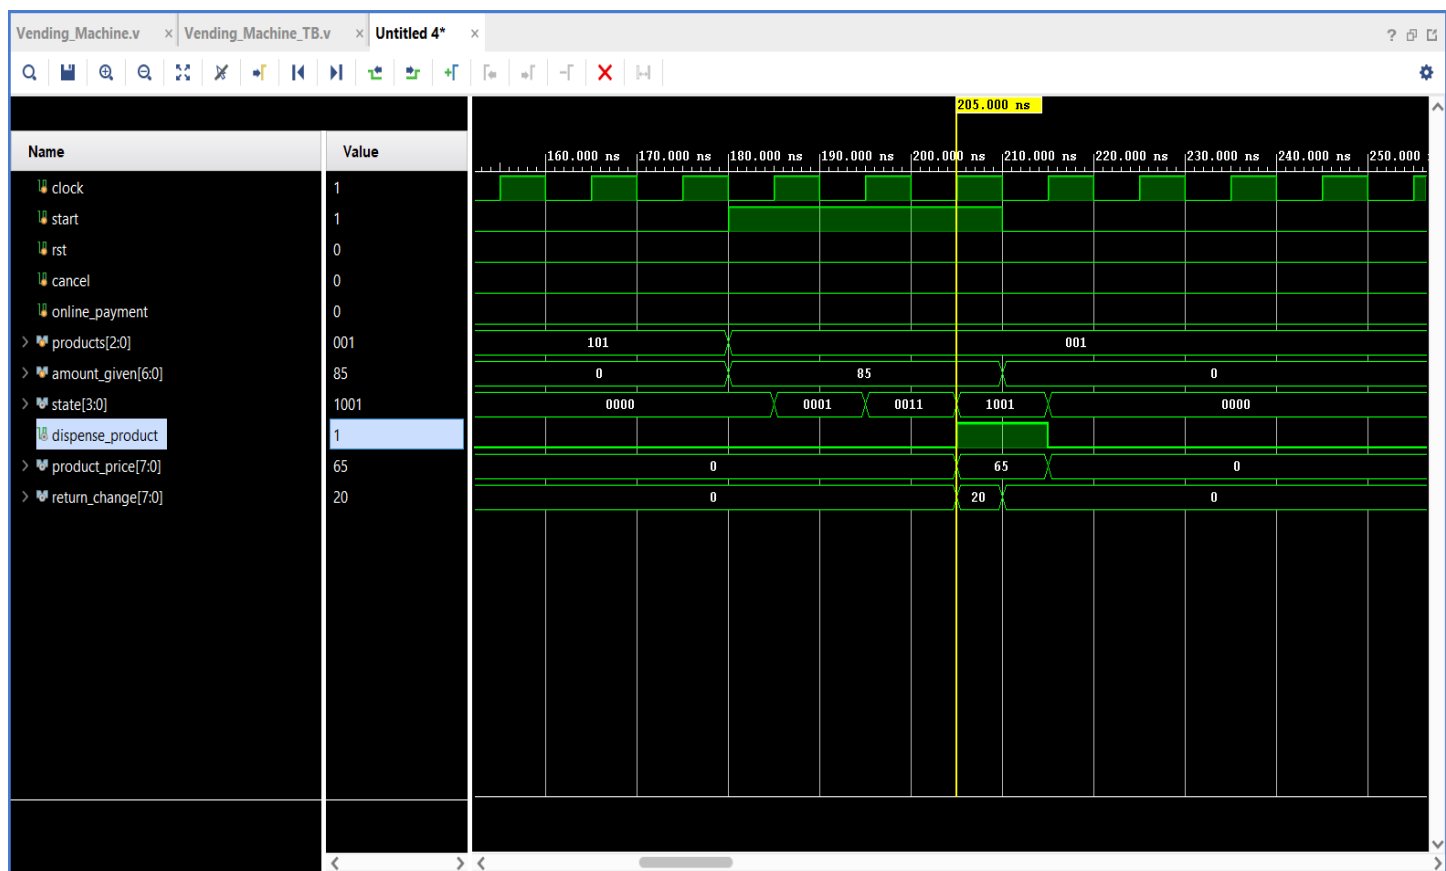 Vending_Machine.v × Vending_Machine_TB.v × Untitled 4* ×
205.000 ns
Name Value
160.000 ns 170.000 ns 180.000 ns 190.000 ns 200.000 ns 210.000 ns 220.000 ns 230.000 ns 240.000 ns 250.000
clock 1
start 1
rst 0
cancel 0
online_payment 0
products[2:0] 001 101 001
amount_given[6:0] 85 0 85 0
state[3:0] 1001 0000 0001 0011 1001 0000
dispense_product 1
product_price[7:0] 65 0 65 0
return_change[7:0] 20 0 20 0